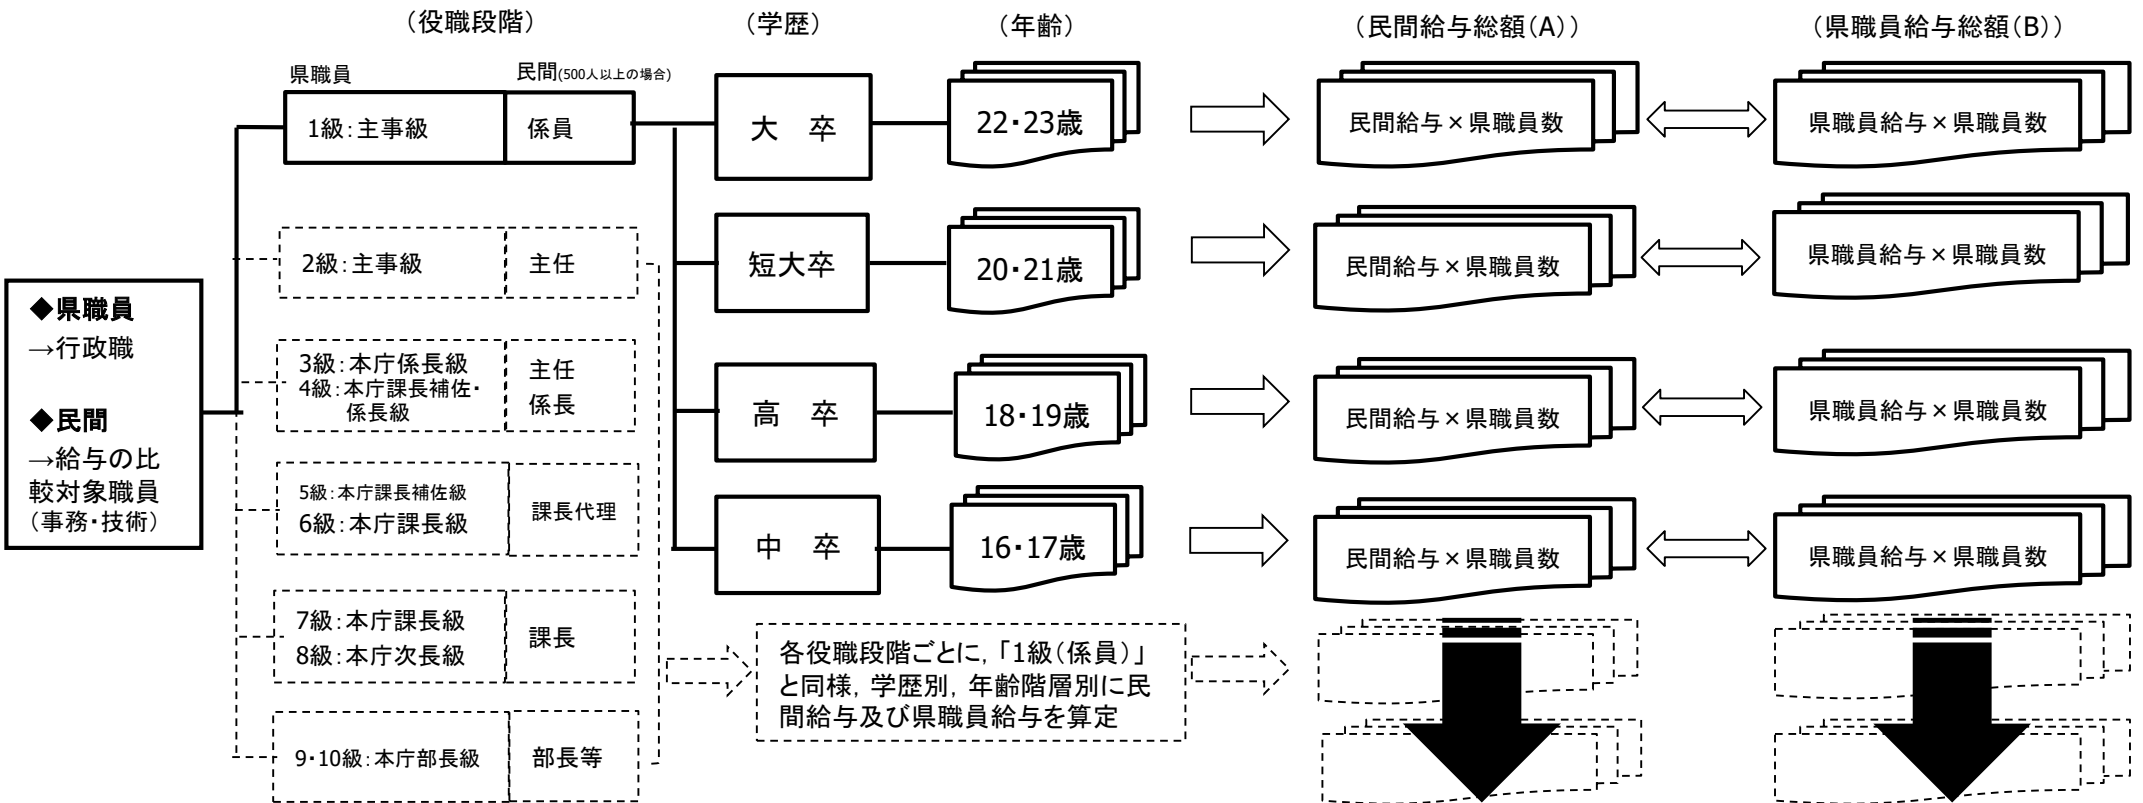 （役職段階）
（学歴）
（年齢）
（民間給与総額(A)）
（県職員給与総額(B)）
県職員
民間(500人以上の場合)
1級：主事級
係員
大　卒
22・23歳
民間給与×県職員数
県職員給与×県職員数
2級：主事級
主任
短大卒
20・21歳
民間給与×県職員数
県職員給与×県職員数
◆県職員
→行政職
◆民間
→給与の比
較対象職員
（事務・技術）
3級：本庁係長級
4級：本庁課長補佐・
係長級
主任
係長
高　卒
18・19歳
民間給与×県職員数
県職員給与×県職員数
5級：本庁課長補佐級
6級：本庁課長級
課長代理
中　卒
16・17歳
民間給与×県職員数
県職員給与×県職員数
7級：本庁課長級
8級：本庁次長級
課長
各役職段階ごとに，「1級（係員）」
と同様，学歴別，年齢階層別に民
間給与及び県職員給与を算定
9・10級：本庁部長級
部長等